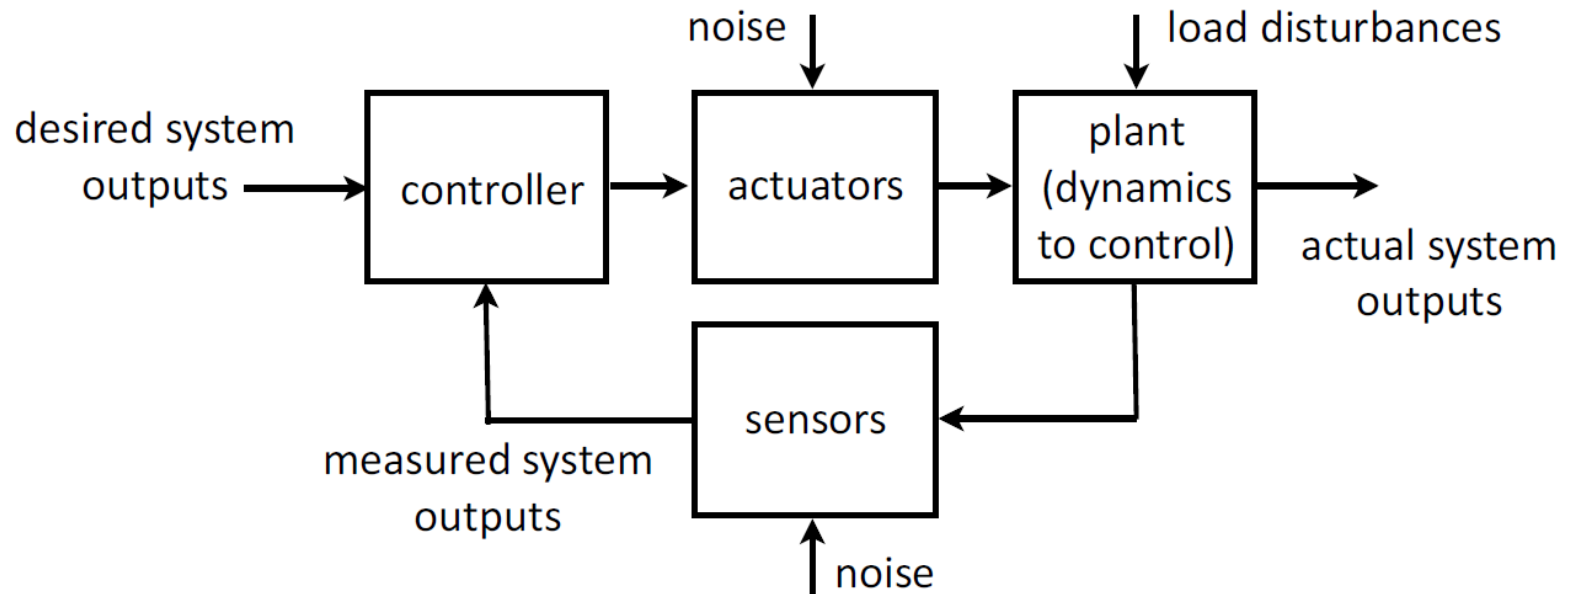 noise
load disturbances
desired system
outputs
controller
actuators
plant
(dynamics
to control)
actual system
outputs
sensors
measured system
outputs
noise